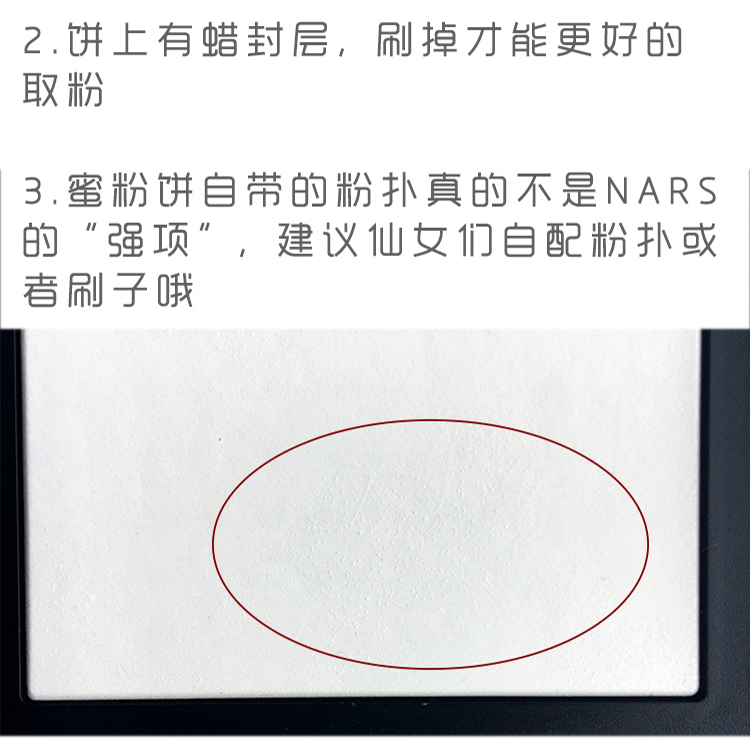 2.饼上有蜡封层，刷掉才能更好的
取粉
3.蜜粉饼自带的粉扑真的不是NARS
的“强项”，建议仙女们自配粉扑或
者刷子哦